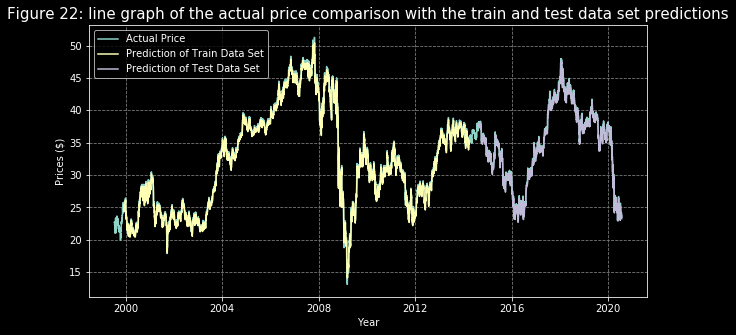 Figure 22: line graph of the actual price comparison with the train and test data set predictions
Actual Price
Prediction of Train Data Set
Prediction of Test Data Set
50
45
40
35
30
25
20
15
Prices ($)
2000 2004 2008 2012 2016 2020
Year